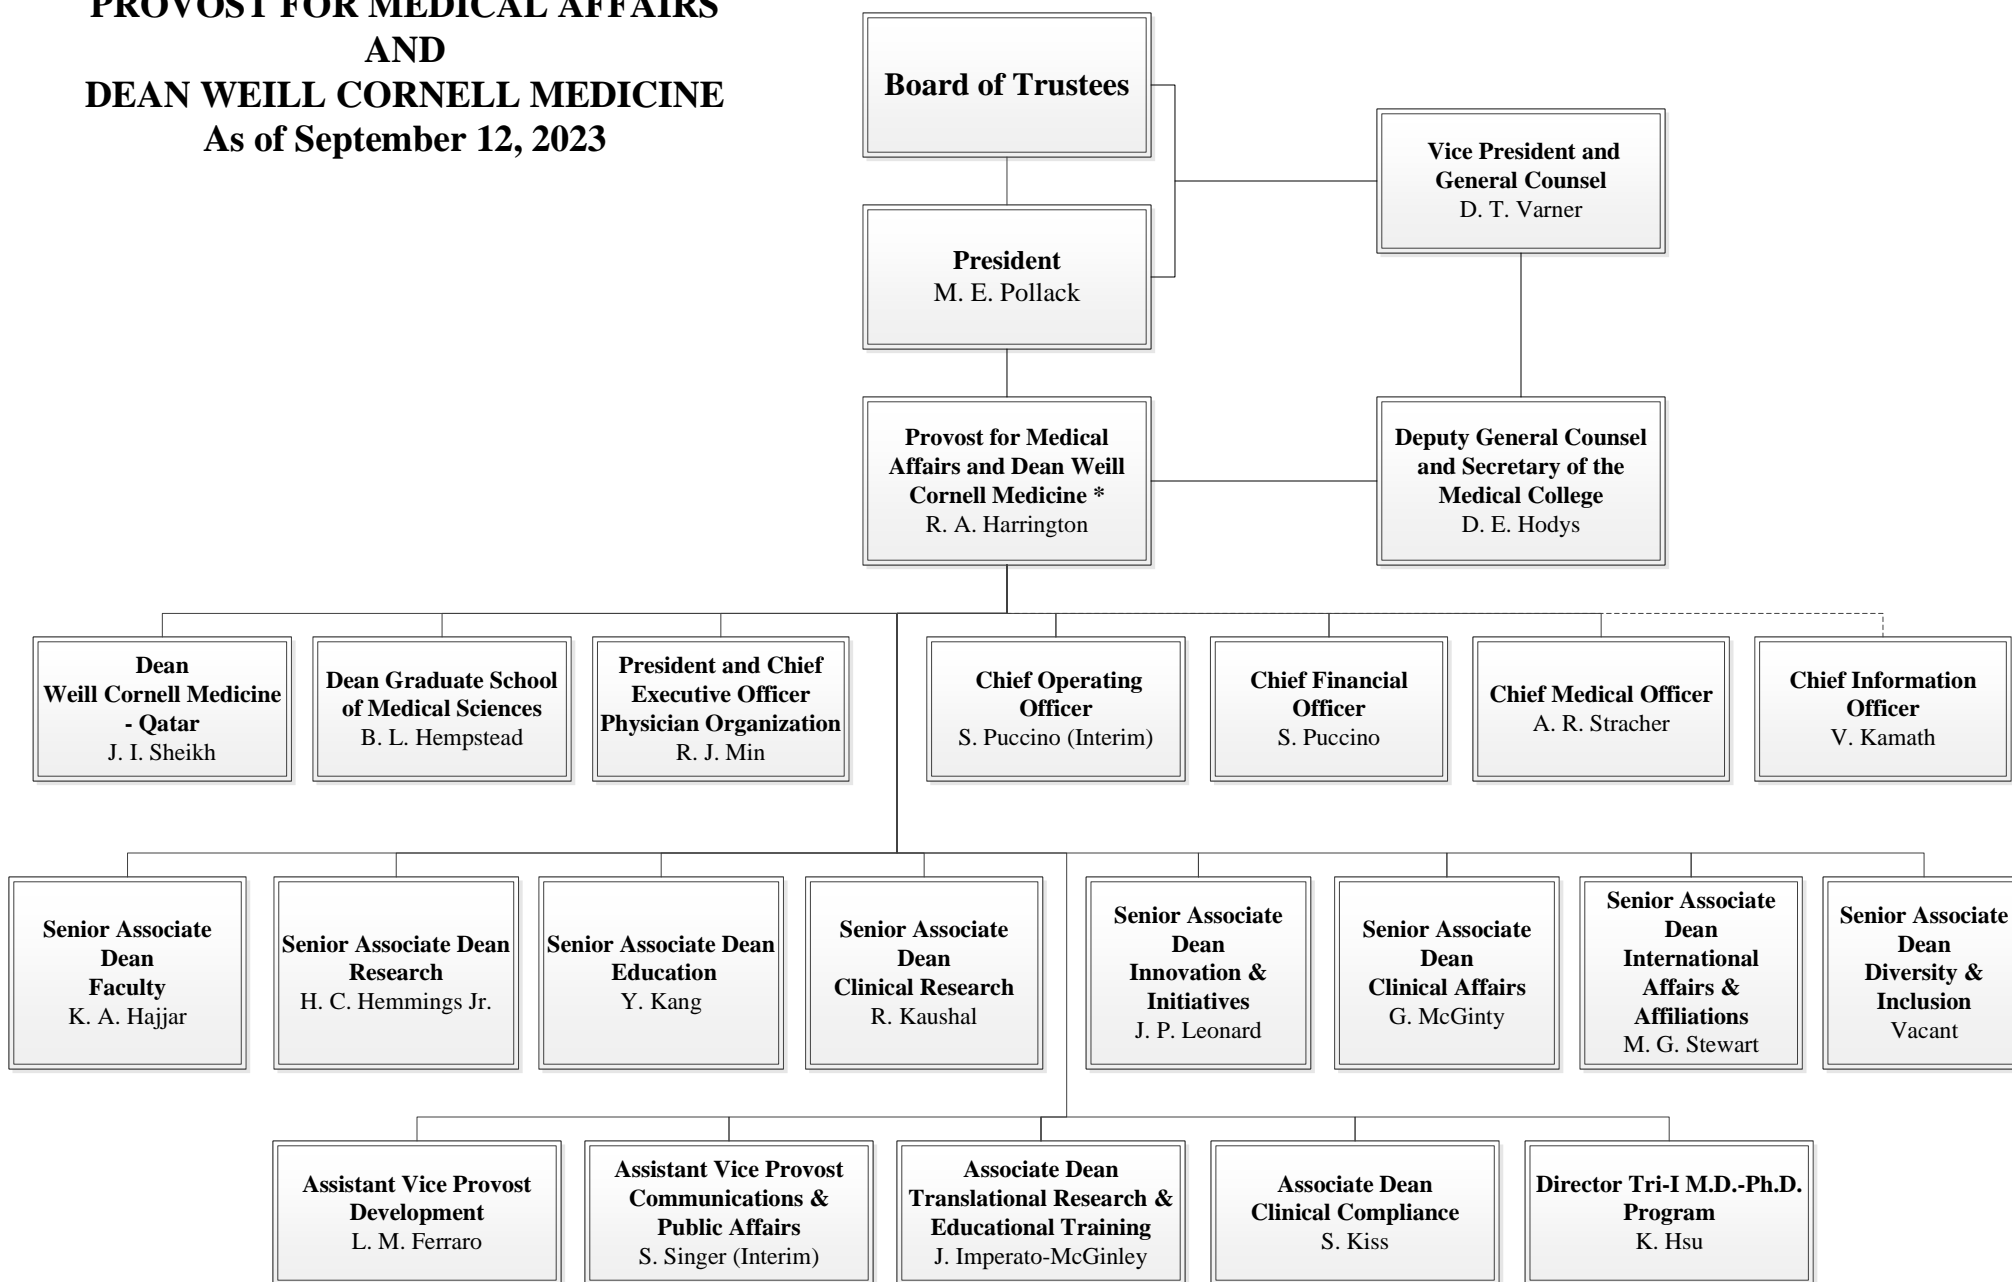 PROVOST FOR MEDICAL AFFAIRS
AND
DEAN WEILL CORNELL MEDICINE
As of September 12, 2023
Board of Trustees
Vice President and
General Counsel
D. T. Varner
President
M. E. Pollack
Provost for Medical
Affairs and Dean Weill
Cornell Medicine *
R. A. Harrington
Deputy General Counsel
and Secretary of the
Medical College
D. E. Hodys
Dean
Weill Cornell Medicine
- Qatar
J. I. Sheikh
Dean Graduate School
of Medical Sciences
B. L. Hempstead
President and Chief
Executive Officer
Physician Organization
R. J. Min
Chief Operating
Officer
S. Puccino (Interim)
Chief Financial
Officer
S. Puccino
Chief Medical Officer
A. R. Stracher
Chief Information
Officer
V. Kamath
Senior Associate
Dean
Faculty
K. A. Hajjar
Senior Associate Dean
Research
H. C. Hemmings Jr.
Senior Associate Dean
Education
Y. Kang
Senior Associate
Dean
Clinical Research
R. Kaushal
Senior Associate
Dean
Innovation &
Initiatives
J. P. Leonard
Senior Associate
Dean
Clinical Affairs
G. McGinty
Senior Associate
Dean
International
Affairs &
Affiliations
M. G. Stewart
Senior Associate
Dean
Diversity &
Inclusion
Vacant
Assistant Vice Provost
Development
L. M. Ferraro
Assistant Vice Provost
Communications &
Public Affairs
S. Singer (Interim)
Associate Dean
Translational Research &
Educational Training
J. Imperato-McGinley
Associate Dean
Clinical Compliance
S. Kiss
Director Tri-I M.D.-Ph.D.
Program
K. Hsu